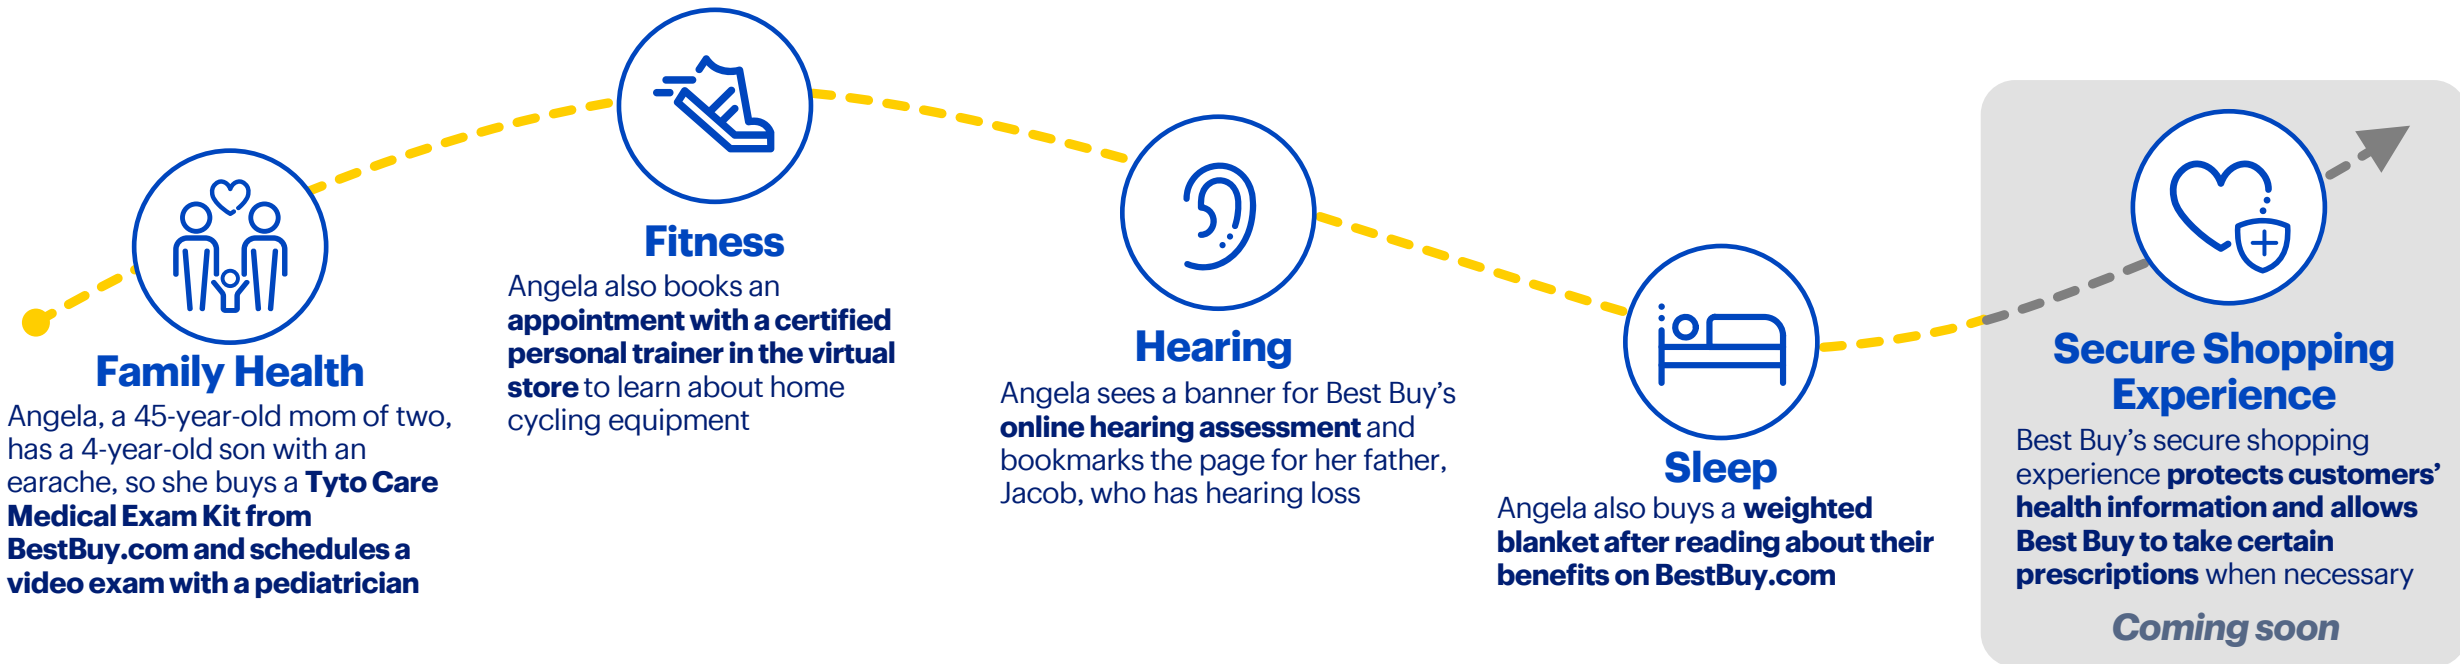 Family Health
Angela, a 45-year-old mom of two,
has a 4-year-old son with an
earache, so she buys a Tyto Care
Medical Exam Kit from
BestBuy.com and schedules a
video exam with a pediatrician
Fitness
Angela also books an
appointment with a certified
personal trainer in the virtual
store to learn about home
cycling equipment
Hearing
Angela sees a banner for Best Buy’s
online hearing assessment and
bookmarks the page for her father,
Jacob, who has hearing loss
Sleep
Angela also buys a weighted
blanket after reading about their
benefits on BestBuy.com
Secure Shopping
Experience
Best Buy’s secure shopping
experience protects customers’
health information and allows
Best Buy to take certain
prescriptions when necessary
Coming soon